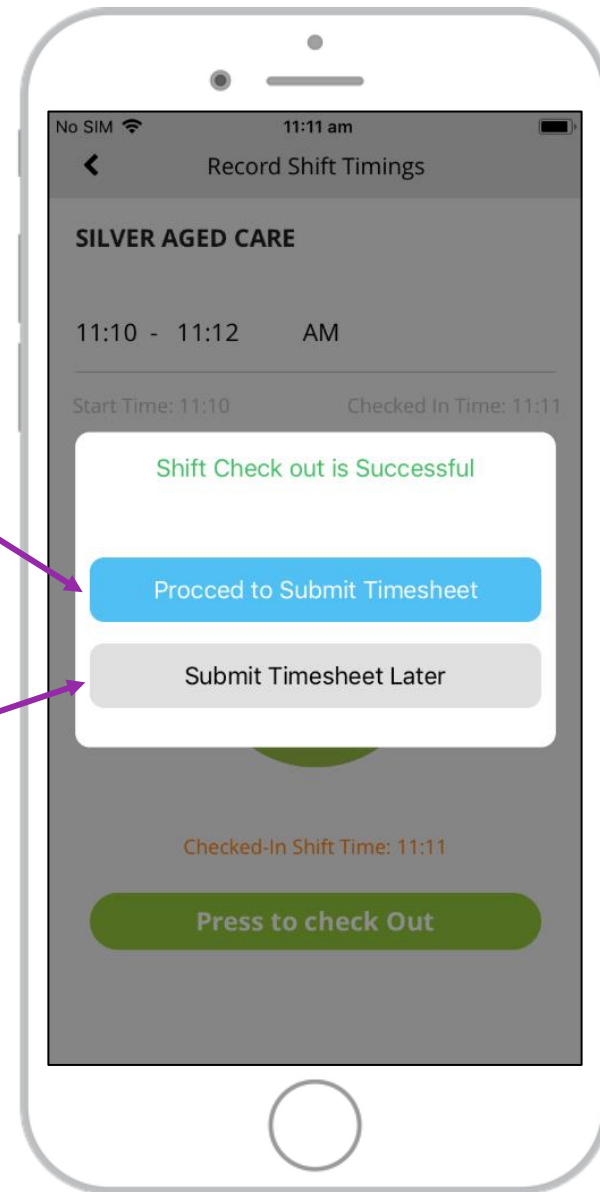 No SIM 11:11 am
Record Shift Timings
SILVER AGED CARE
11:10 - 11:12 AM
Start Time: 11:10 Checked In Time: 11:11
Shift Check out is Successful
Procced to Submit Timesheet
Submit Timesheet Later
Checked-In Shift Time: 11:11
Press to check Out